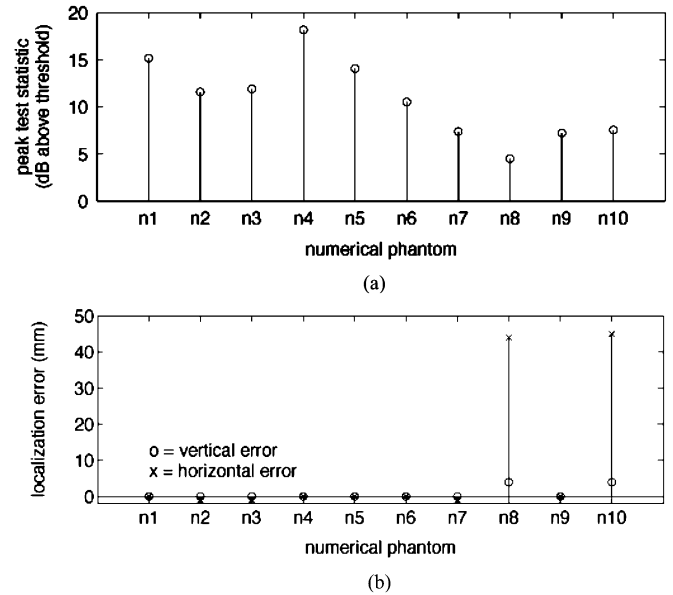 20
15
10
5
0
peak test statistic
(dB above threshold)
n1 n2 n3 n4 n5 n6 n7 n8 n9 n10
numerical phantom
(a)
50
40
30
20
10
0
localization error (mm)
o = vertical error
x = horizontal error
n1 n2 n3 n4 n5 n6 n7 n8 n9 n10
numerical phantom
(b)